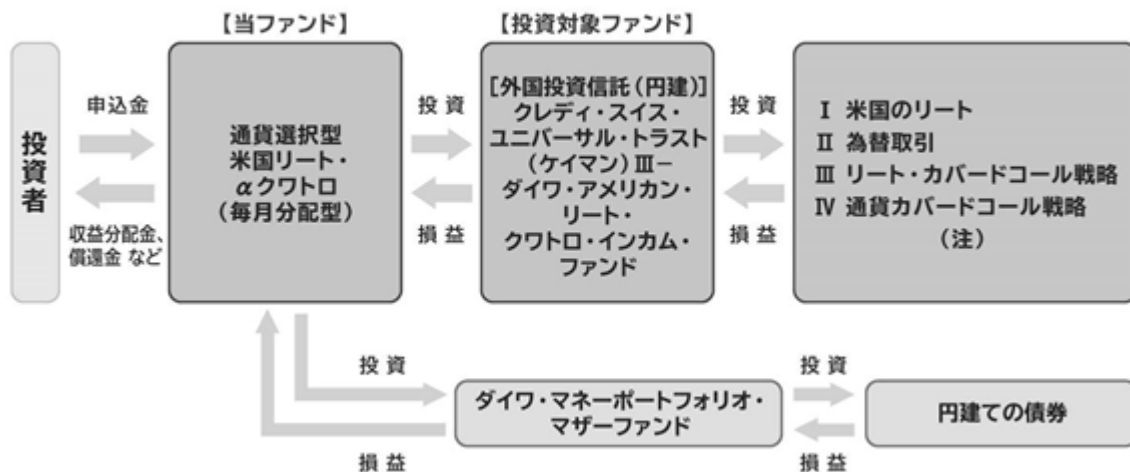 【当ファンド】
【投資対象ファンド】
投資者
申込金
収益分配金、
償還金 など
通貨選択型
米国リート・
αクワトロ
(毎月分配型)
投 資
損 益
[外国投資信託(円建)]
クレディ・スイス・
ユニバーサル・トラスト
(ケイマン)Ⅲ−
ダイワ・アメリカン・
リート・
クワトロ・インカム・
ファンド
投 資
損 益
Ⅰ 米国のリート
Ⅱ 為替取引
Ⅲ リート・カバードコール戦略
Ⅳ 通貨カバードコール戦略
(注)
投 資
損 益
ダイワ・マネーポートフォリオ・
マザーファンド
投 資
損 益
円建ての債券